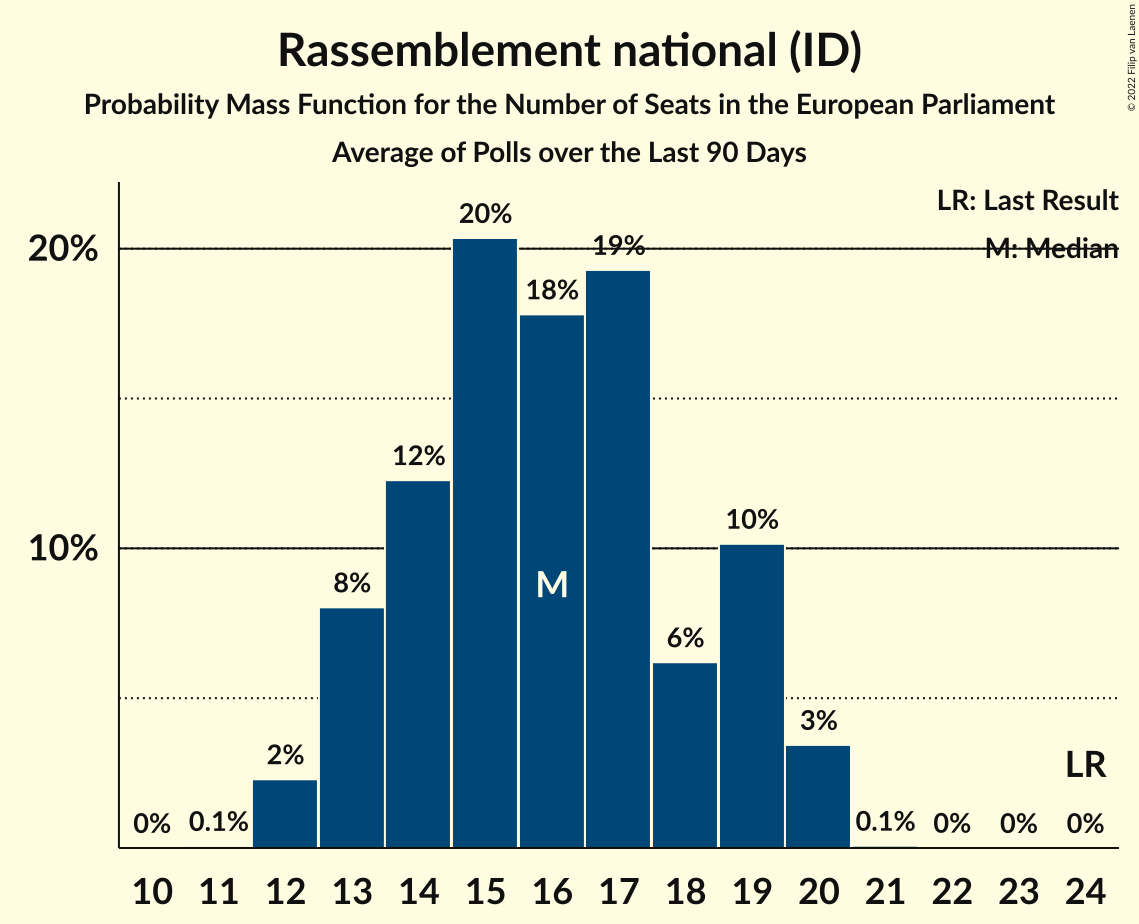 Rassemblement national (ID)
Probability Mass Function for the Number of Seats in the European Parliament
Average of Polls over the Last 90 Days
© 2022 Filip van Laenen
LR: Last Result
M: Median
20%
10%
0%
0.1%
2%
8%
12%
20%
18%
19%
6%
10%
3%
0.1%
0%
0%
0%
M
LR
10 11 12 13 14 15 16 17 18 19 20 21 22 23 24